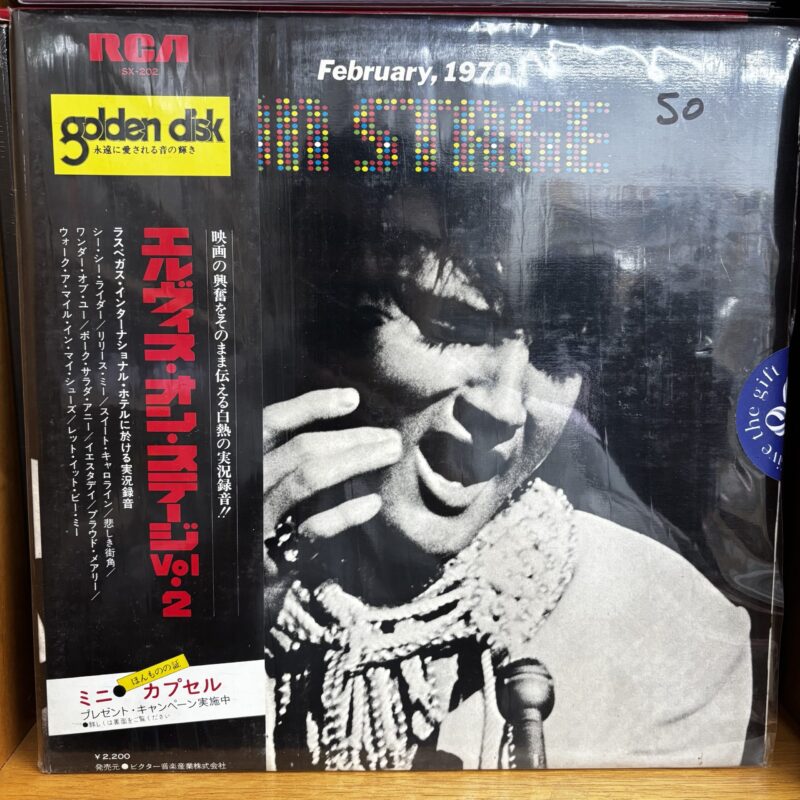 RCA
SX-202
February, 1970
ON STAGE
50
golden disk
永遠に愛される音の輝き
映画の興奮をそのまま伝える白熱の実況録音!!
エルヴィス・オン・ステージVol・2
ラスベガス・インターナショナル・ホテルに於ける実況録音
シー・シー・ライダー/リリース・ミー/スイート・キャロライン/悲しき街角/
ワンダー・オブ・ユー/ポーク・サラダ・アニー/イエスタデイ/プラウド・メアリー/
ウォーク・ア・マイル・イン・マイ・シューズ/レット・イット・ビー・ミー
the gift
ほんものの証
ミニ●カプセル
プレゼント・キャンペーン実施中
●詳しくは裏面をご覧ください
¥2,200
発売元●ビクター音楽産業株式会社